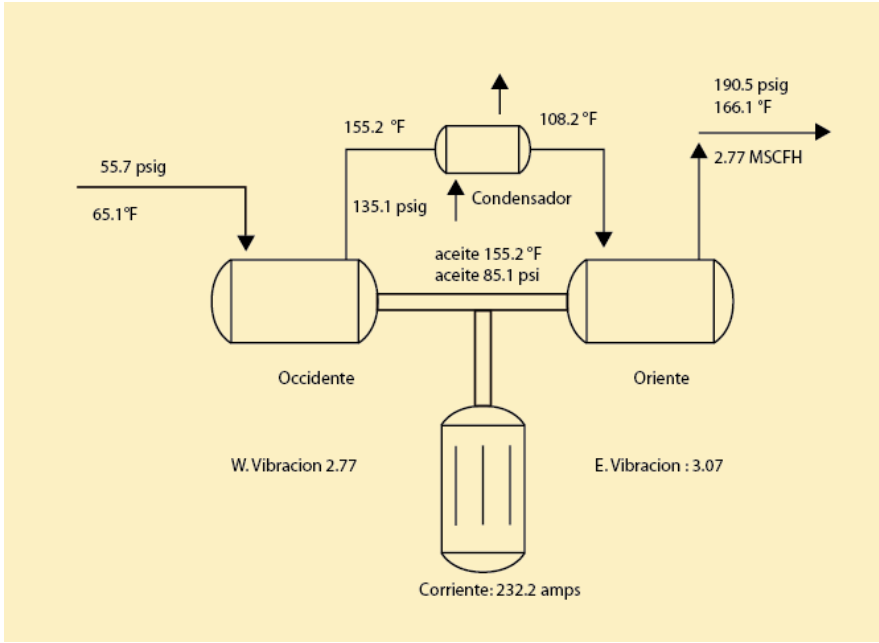 190.5 psig
166.1 °F
2.77 MSCFH
155.2 °F
108.2 °F
55.7 psig
65.1°F
135.1 psig
Condensador
aceite 155.2 °F
aceite 85.1 psi
Occidente
Oriente
W. Vibracion 2.77
E. Vibracion : 3.07
Corriente: 232.2 amps